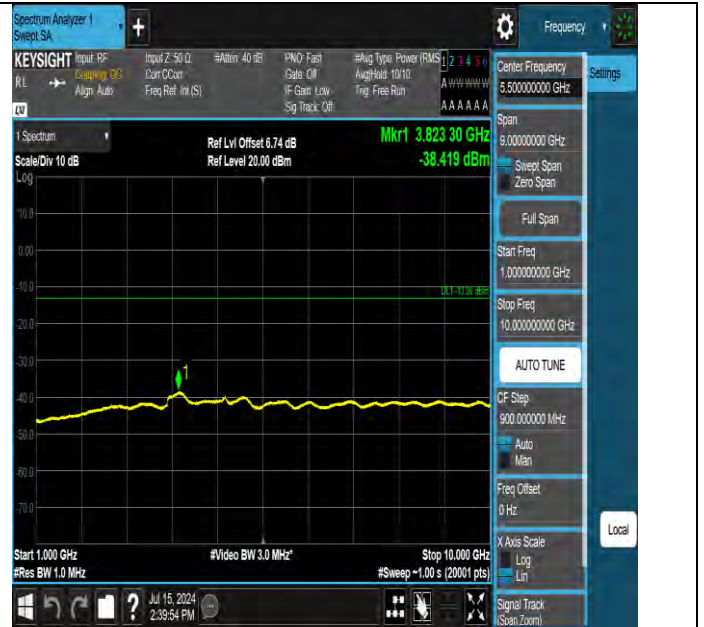 Spectrum Analyzer 1
Swept SA
+
Frequency
KEYSIGHT
RL
Input: RF
Coupling: DC
Align: Auto
Input Z: 50 Ω
Corr CCorr
Freq Ref: Int (S)
#Atten: 40 dB
PNO: Fast
Gate: Off
IF Gain: Low
Sig Track: Off
#Avg Type: Power (RMS
Avg|Hold: 10/10
Trig: Free Run
1 2 3 4 5 6
A W W W W W
A A A A A A
LXI
Center Frequency
5.500000000 GHz
Settings
Span
9.00000000 GHz
Swept Span
Zero Span
Full Span
Start Freq
1.000000000 GHz
Stop Freq
10.000000000 GHz
AUTO TUNE
CF Step
900.000000 MHz
Auto
Man
Freq Offset
0 Hz
X Axis Scale
Log
Lin
Signal Track
(Span Zoom)
Local
1 Spectrum
Scale/Div 10 dB
Log
Ref Lvl Offset 6.74 dB
Ref Level 20.00 dBm
Mkr1 3.823 30 GHz
-38.419 dBm
10.0
0.00
-10.0
DL1 -13.00 dBm
-20.0
-30.0
1
-40.0
-50.0
-60.0
-70.0
Start 1.000 GHz
#Res BW 1.0 MHz
#Video BW 3.0 MHz*
Stop 10.000 GHz
#Sweep ~1.00 s (20001 pts)
?
Jul 15, 2024
2:39:54 PM